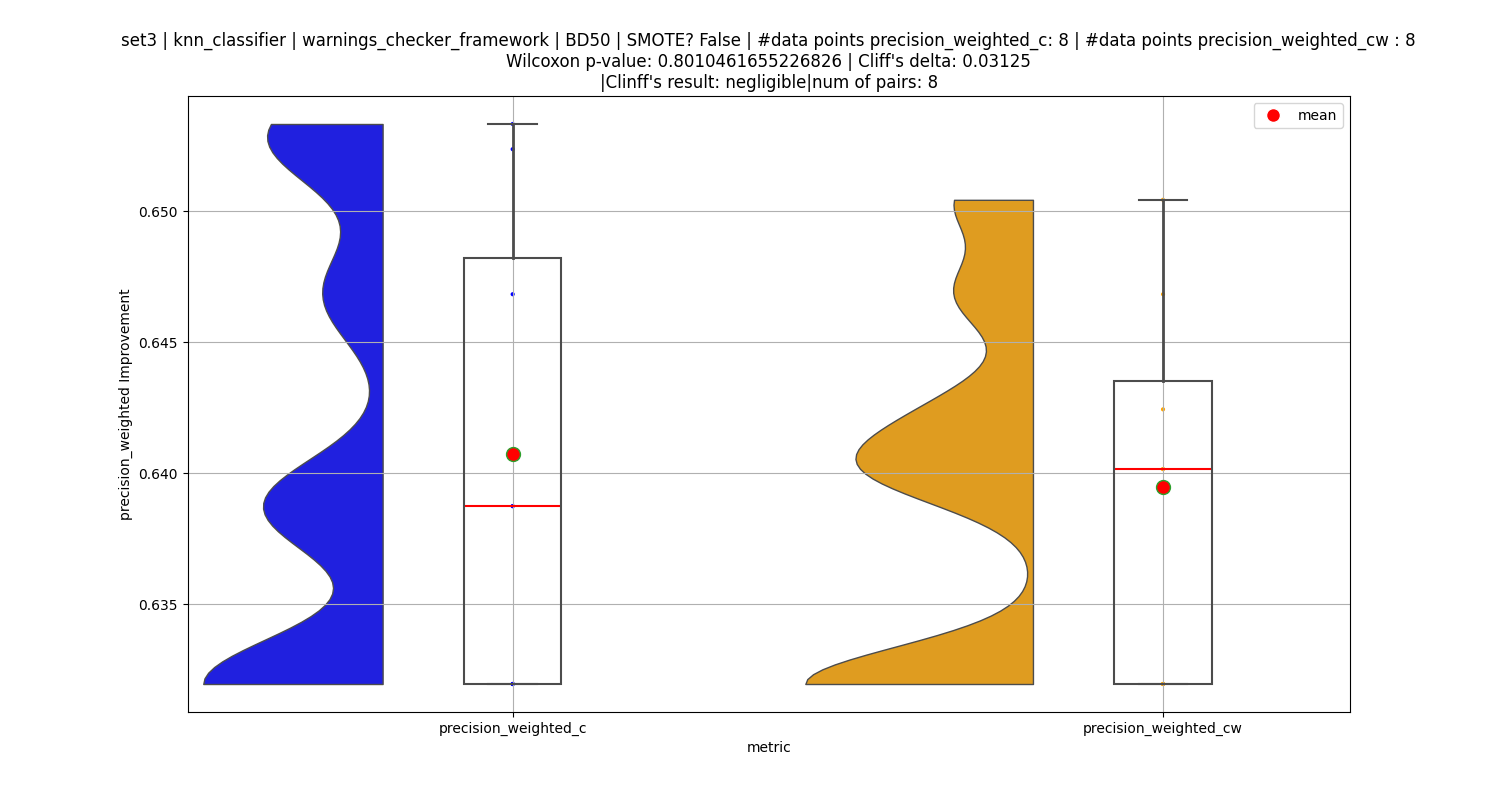 set3 | knn_classifier | warnings_checker_framework | BD50 | SMOTE? False | #data points precision_weighted_c: 8 | #data points precision_weighted_cw : 8
Wilcoxon p-value: 0.8010461655226826 | Cliff's delta: 0.03125
|Clinff's result: negligible|num of pairs: 8
mean
0.650
0.645
0.640
0.635
precision_weighted Improvement
precision_weighted_c
precision_weighted_cw
metric